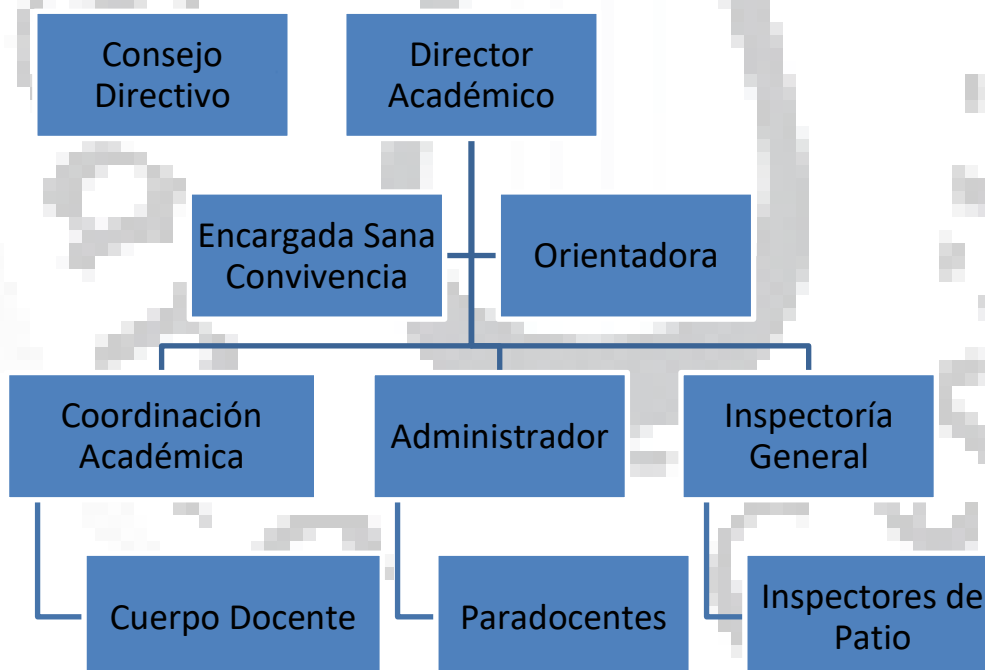 Consejo
Directivo
Director
Académico
Encargada Sana
Convivencia
Orientadora
Coordinación
Académica
Administrador
Inspectoría
General
Cuerpo Docente
Paradocentes
Inspectores de
Patio